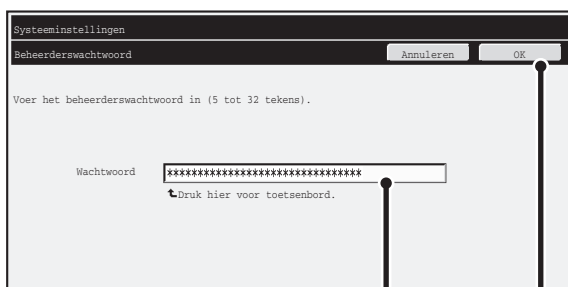 Systeeminstellingen
Beheerderswachtwoord Annuleren OK
Voer het beheerderswachtwoord in (5 tot 32 tekens).
Wachtwoord ********************************
Druk hier voor toetsenbord.